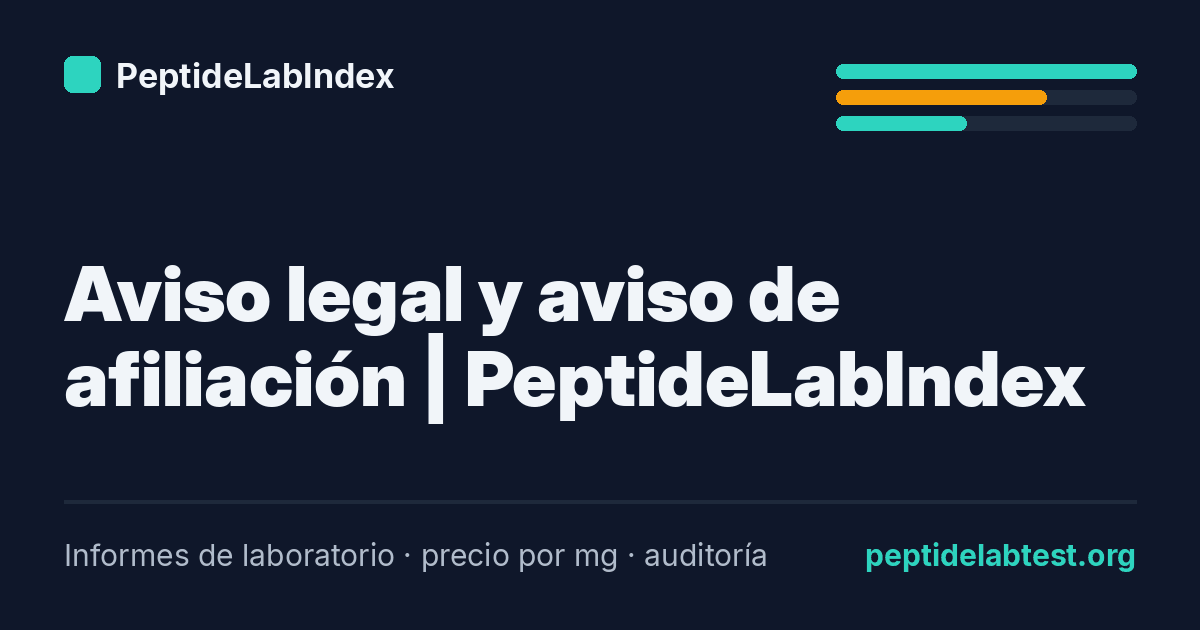 PeptideLabIndex
Aviso legal y aviso de
afiliación | PeptideLabIndex
Informes de laboratorio · precio por mg · auditoría
peptidelabtest.org